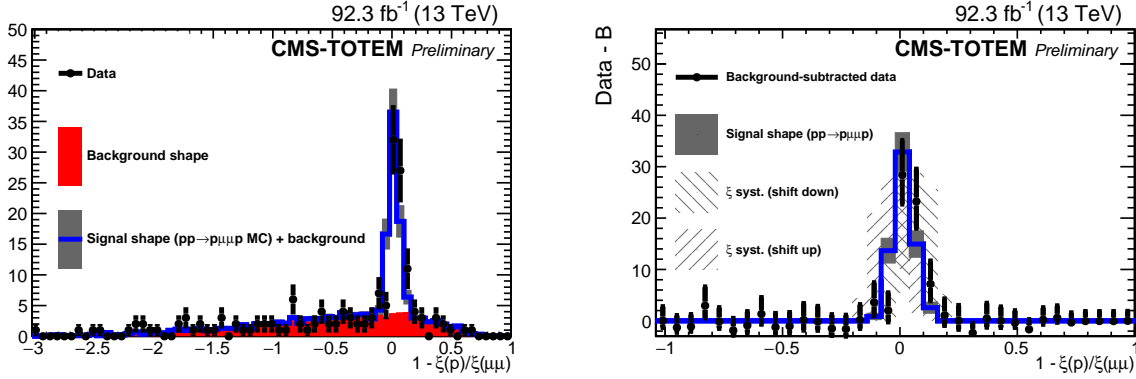 92.3 fb⁻¹ (13 TeV)
CMS-TOTEM Preliminary
Data
Background shape
Signal shape (pp→pμμp MC) + background
50
45
40
35
30
25
20
15
10
5
0
−3 −2.5 −2 −1.5 −1 −0.5 0 0.5 1
1 - ξ(p)/ξ(μμ)
92.3 fb⁻¹ (13 TeV)
CMS-TOTEM Preliminary
Data - B
Background-subtracted data
Signal shape (pp→pμμp)
ξ syst. (shift down)
ξ syst. (shift up)
50
40
30
20
10
0
−1 −0.5 0 0.5 1
1 - ξ(p)/ξ(μμ)